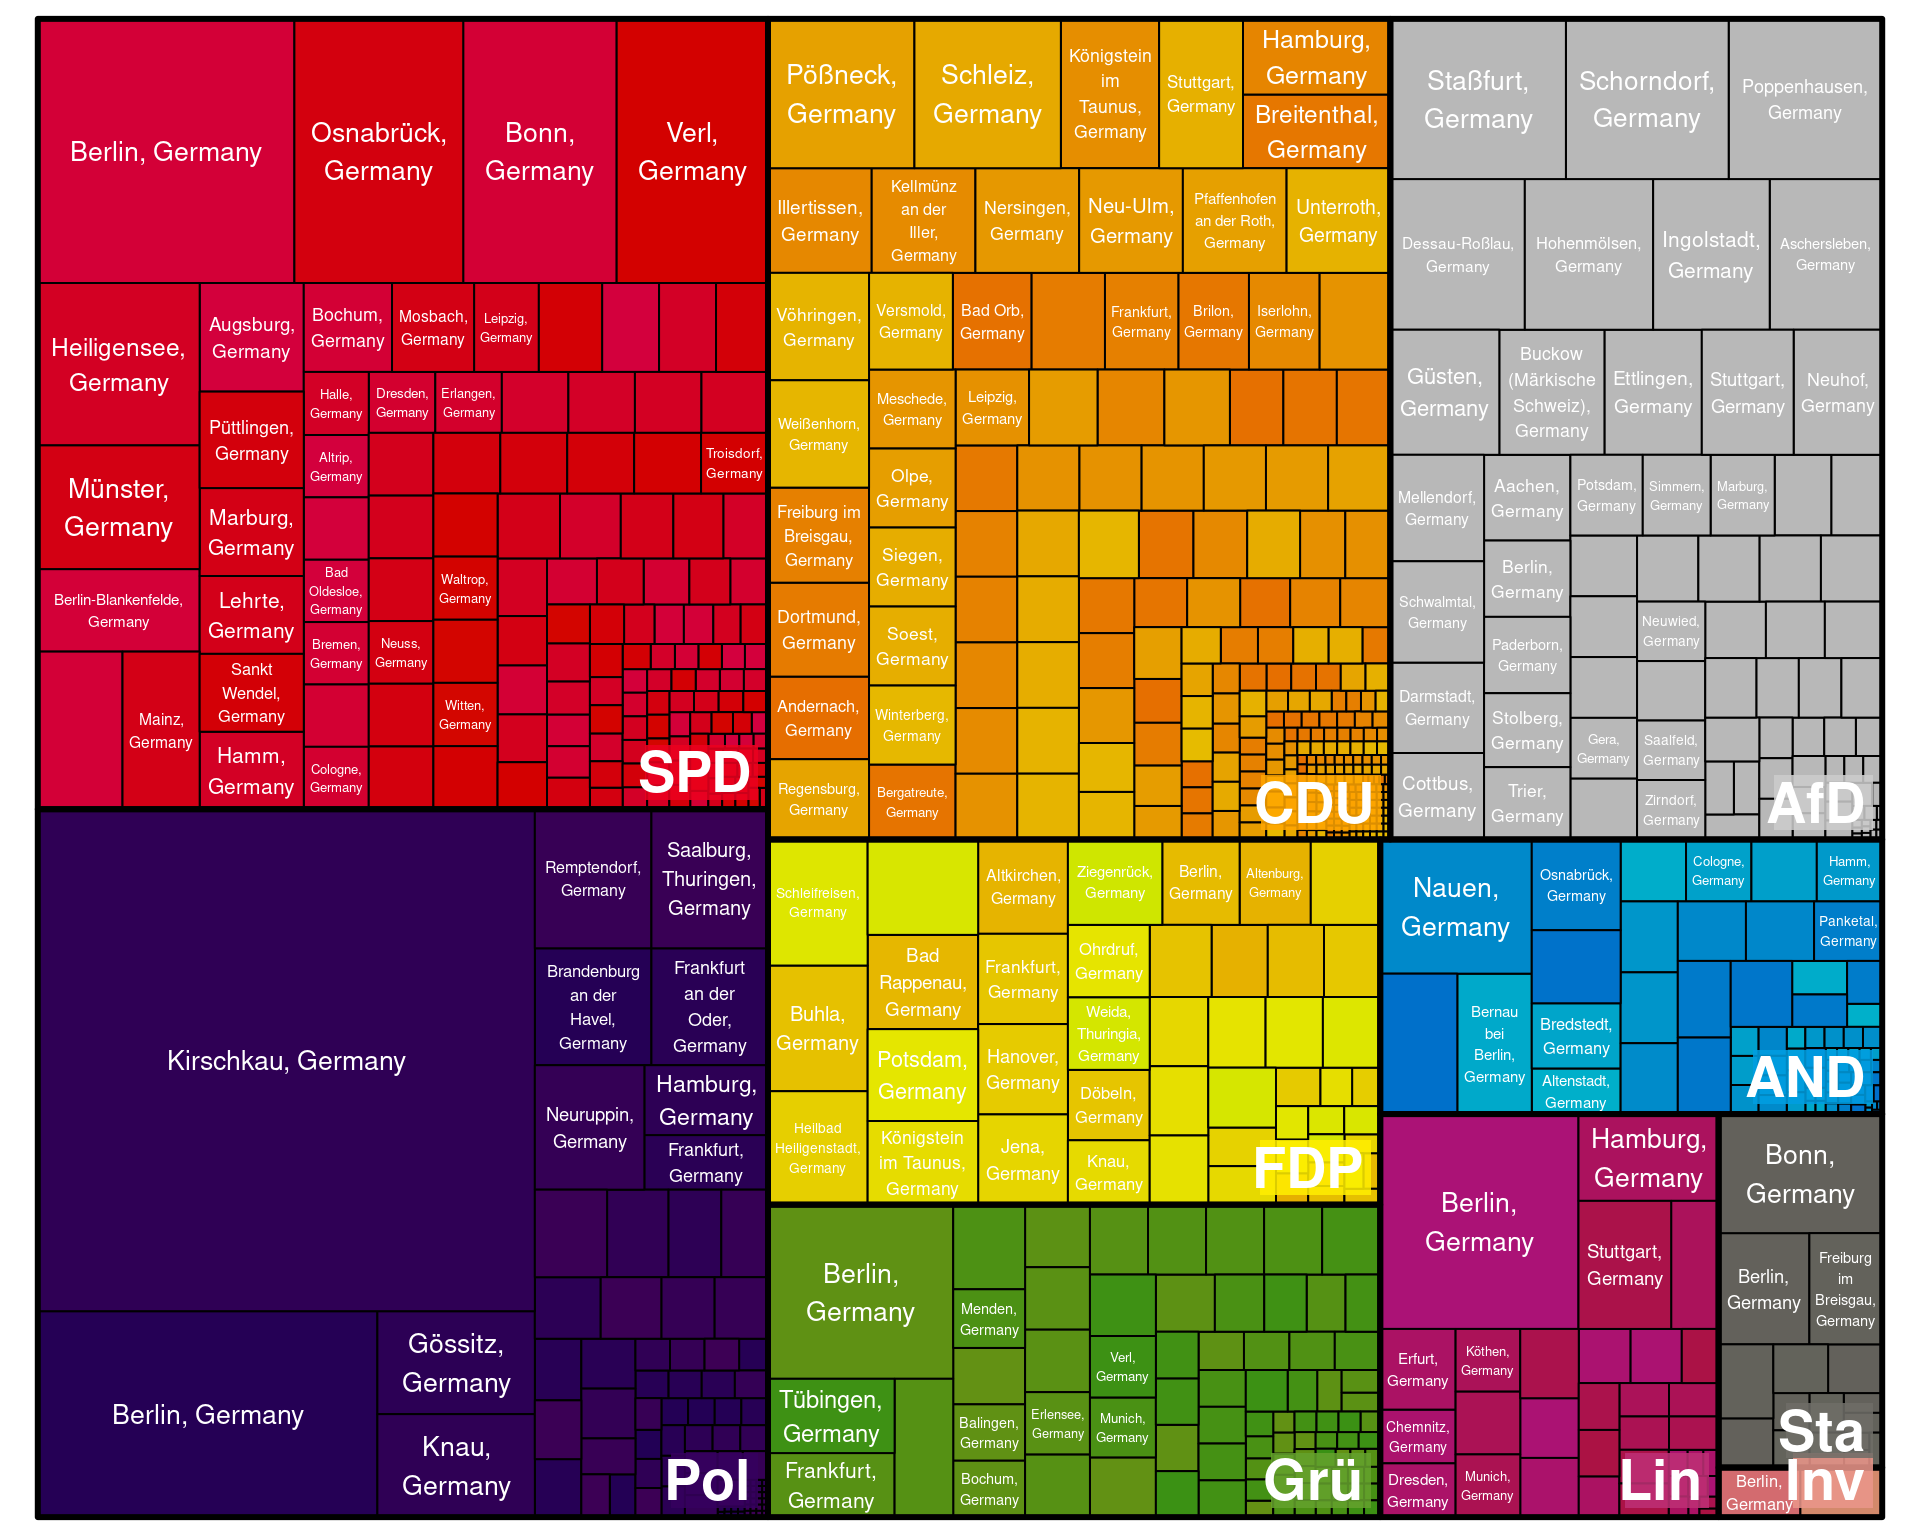 Berlin, Germany
Osnabrück,
Germany
Bonn,
Germany
Verl,
Germany
Heiligensee,
Germany
Münster,
Germany
Berlin-Blankenfelde,
Germany
Mainz,
Germany
Augsburg,
Germany
Püttlingen,
Germany
Marburg,
Germany
Lehrte,
Germany
Sankt
Wendel,
Germany
Hamm,
Germany
Bochum,
Germany
Mosbach,
Germany
Leipzig,
Germany
Halle,
Germany
Dresden,
Germany
Erlangen,
Germany
Altrip,
Germany
Troisdorf,
Germany
Bad
Oldesloe,
Germany
Waltrop,
Germany
Bremen,
Germany
Neuss,
Germany
Witten,
Germany
Cologne,
Germany
SPD
Pößneck,
Germany
Schleiz,
Germany
Königstein
im
Taunus,
Germany
Stuttgart,
Germany
Hamburg,
Germany
Breitenthal,
Germany
Illertissen,
Germany
Kellmünz
an der
Iller,
Germany
Nersingen,
Germany
Neu-Ulm,
Germany
Pfaffenhofen
an der Roth,
Germany
Unterroth,
Germany
Vöhringen,
Germany
Weißenhorn,
Germany
Freiburg im
Breisgau,
Germany
Dortmund,
Germany
Andernach,
Germany
Regensburg,
Germany
Versmold,
Germany
Bad Orb,
Germany
Frankfurt,
Germany
Brilon,
Germany
Iserlohn,
Germany
Meschede,
Germany
Leipzig,
Germany
Olpe,
Germany
Siegen,
Germany
Soest,
Germany
Winterberg,
Germany
Bergatreute,
Germany
CDU
Staßfurt,
Germany
Schorndorf,
Germany
Poppenhausen,
Germany
Dessau-Roßlau,
Germany
Hohenmölsen,
Germany
Ingolstadt,
Germany
Aschersleben,
Germany
Güsten,
Germany
Buckow
(Märkische
Schweiz),
Germany
Ettlingen,
Germany
Stuttgart,
Germany
Neuhof,
Germany
Mellendorf,
Germany
Schwalmtal,
Germany
Darmstadt,
Germany
Cottbus,
Germany
Aachen,
Germany
Berlin,
Germany
Paderborn,
Germany
Stolberg,
Germany
Trier,
Germany
Potsdam,
Germany
Simmern,
Germany
Marburg,
Germany
Neuwied,
Germany
Gera,
Germany
Saalfeld,
Germany
Zirndorf,
Germany
AfD
Kirschkau, Germany
Berlin, Germany
Gössitz,
Germany
Knau,
Germany
Remptendorf,
Germany
Saalburg,
Thuringen,
Germany
Brandenburg
an der
Havel,
Germany
Frankfurt
an der
Oder,
Germany
Neuruppin,
Germany
Hamburg,
Germany
Frankfurt,
Germany
Pol
Schleifreisen,
Germany
Buhla,
Germany
Heilbad
Heiligenstadt,
Germany
Bad
Rappenau,
Germany
Potsdam,
Germany
Königstein
im Taunus,
Germany
Altkirchen,
Germany
Frankfurt,
Germany
Hanover,
Germany
Jena,
Germany
Ziegenrück,
Germany
Berlin,
Germany
Altenburg,
Germany
Ohrdruf,
Germany
Weida,
Thuringia,
Germany
Döbeln,
Germany
Knau,
Germany
FDP
Berlin,
Germany
Tübingen,
Germany
Frankfurt,
Germany
Menden,
Germany
Balingen,
Germany
Bochum,
Germany
Erlensee,
Germany
Verl,
Germany
Munich,
Germany
Grü
Nauen,
Germany
Bernau
bei
Berlin,
Germany
Osnabrück,
Germany
Bredstedt,
Germany
Altenstadt,
Germany
Cologne,
Germany
Hamm,
Germany
Panketal,
Germany
AND
Berlin,
Germany
Hamburg,
Germany
Stuttgart,
Germany
Erfurt,
Germany
Köthen,
Germany
Chemnitz,
Germany
Dresden,
Germany
Munich,
Germany
Lin
Bonn,
Germany
Berlin,
Germany
Freiburg
im
Breisgau,
Germany
Sta
Berlin,
Germany
Inv